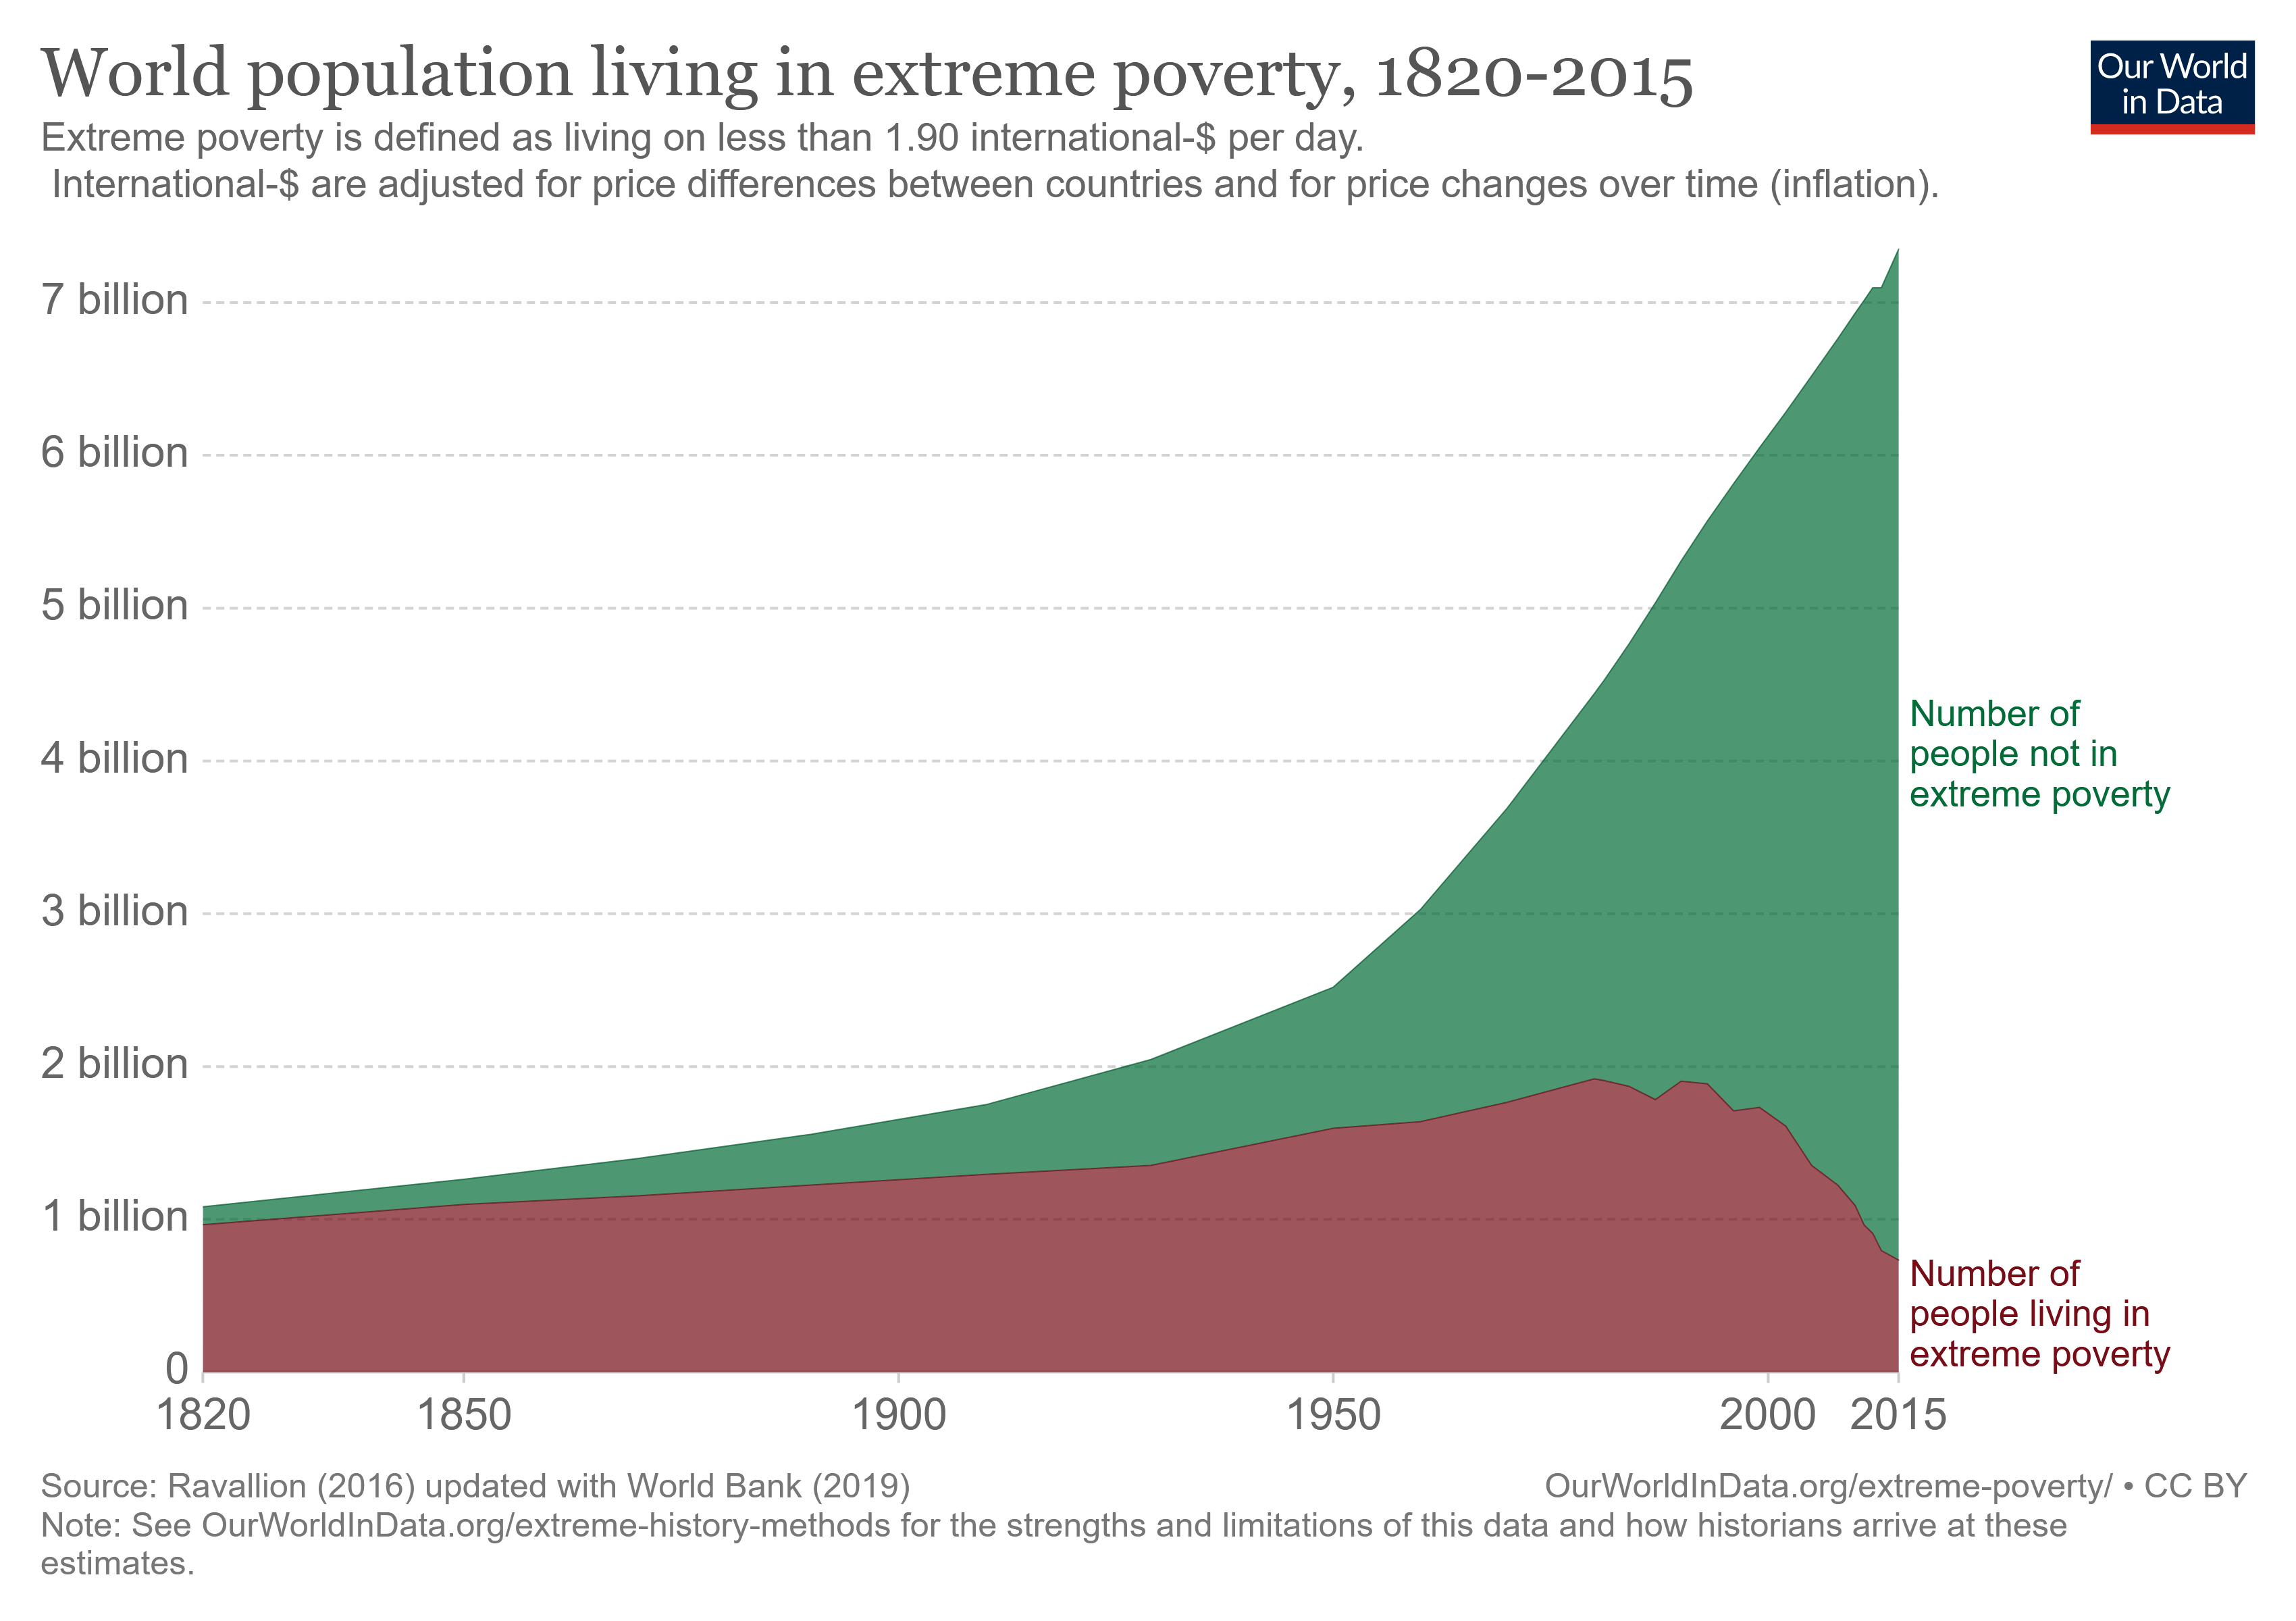 World population living in extreme poverty, 1820-2015
Our World
in Data
Extreme poverty is defined as living on less than 1.90 international-$ per day.
International-$ are adjusted for price differences between countries and for price changes over time (inflation).
7 billion
6 billion
5 billion
4 billion
3 billion
2 billion
1 billion
0
Number of
people not in
extreme poverty
Number of
people living in
extreme poverty
1820
1850
1900
1950
2000
2015
Source: Ravallion (2016) updated with World Bank (2019)
OurWorldInData.org/extreme-poverty/ • CC BY
Note: See OurWorldInData.org/extreme-history-methods for the strengths and limitations of this data and how historians arrive at these
estimates.